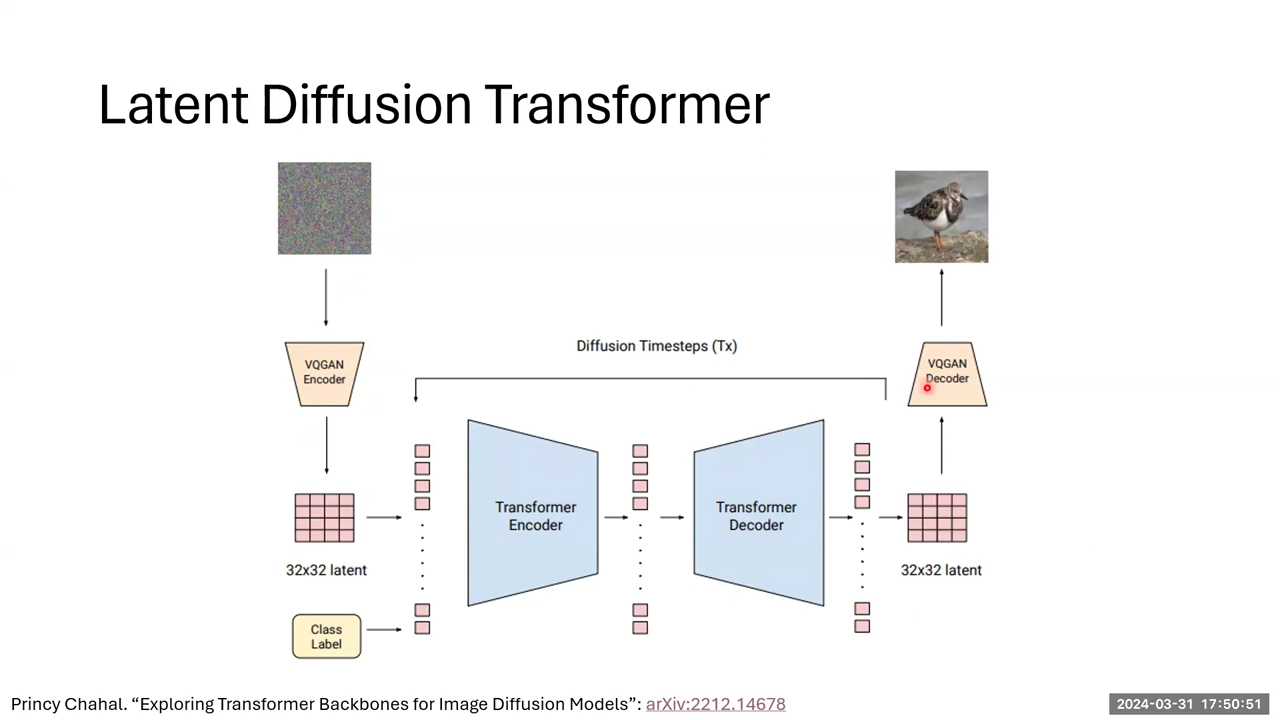 Latent Diffusion Transformer
Diffusion Timesteps (Tx)
VQGAN
Encoder
VQGAN
Decoder
Transformer
Encoder
Transformer
Decoder
32x32 latent
32x32 latent
Class
Label
Princy Chahal. “Exploring Transformer Backbones for Image Diffusion Models”: arXiv:2212.14678
2024-03-31 17:50:51